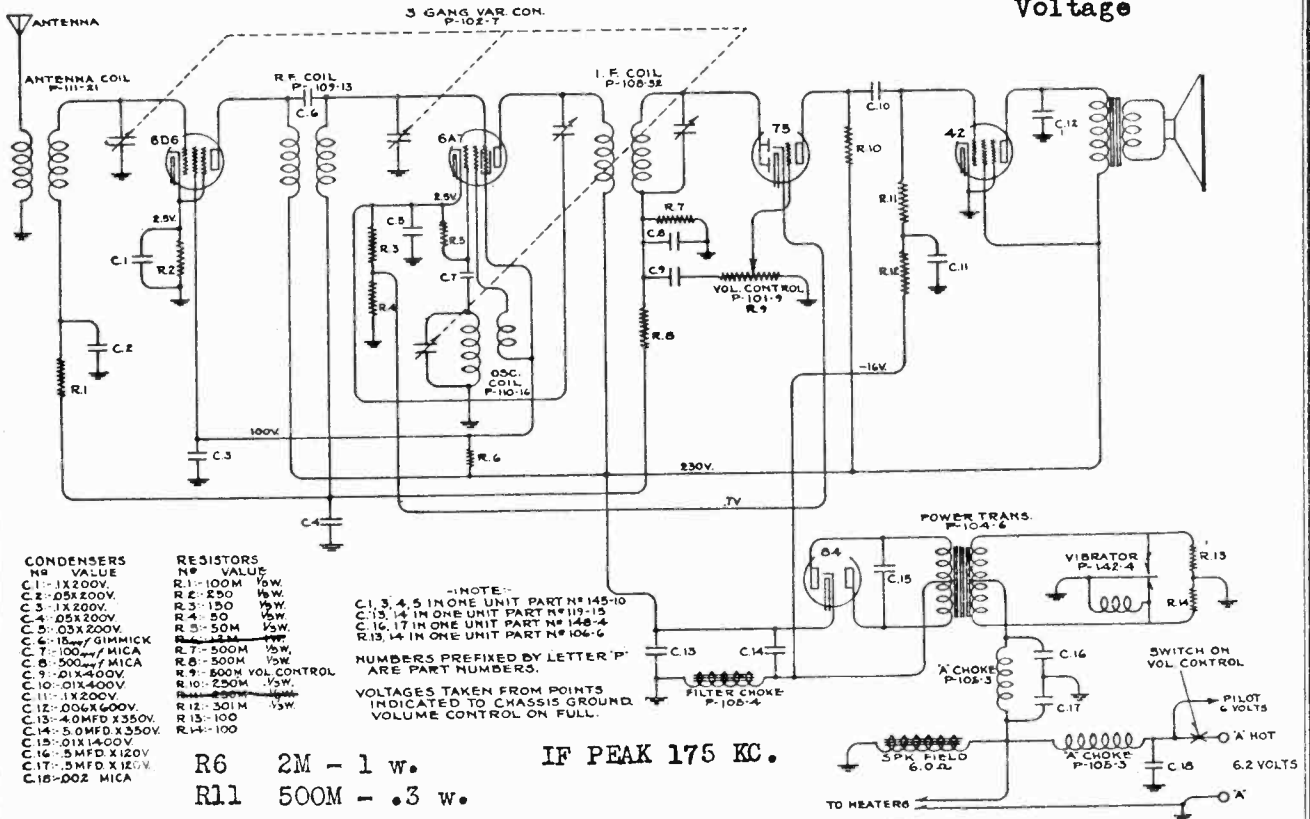 Voltage
3 GANG VAR. CON.
P-102-7
ANTENNA
ANTENNA COIL
P-111-21
R.F. COIL
P-109-13
C.6
I.F. COIL
P-108-32
6D6
6A7
75
C.10
42
C.12
R.10
2.5V.
2.5V.
C.1
R.2
R.3
C.5
R.5
C.7
R.4
R.7
C.8
C.9
VOL. CONTROL
P-101-9
R.9
R.11
R.12
C.11
C.2
R.1
OSC.
COIL
P-110-16
R.8
-16V.
100V.
C.3
R.6
230V.
.7V
C.4
84
C.15
POWER TRANS.
P-104-6
VIBRATOR
P-142-4
R.13
R.14
CONDENSERS
Nº VALUE
C.1:-.1X200V.
C.2:-.05X200V.
C.3:-.1X200V.
C.4:-.05X200V.
C.5:-.03X200V.
C.6:-18mmf GIMMICK
C.7:-100mmf MICA
C.8:-500mmf MICA
C.9:-.01X400V.
C.10:-.01X400V.
C.11:-.1X200V.
C.12:-.006X600V.
C.13:-4.0MFD X350V.
C.14:-5.0MFD.X350V.
C.15:-.01X1400V.
C.16:-.5MFD. X120V
C.17:-.5MFD. X120V.
C.18:-.002 MICA
RESISTORS
Nº VALUE
R.1:-100M ⅓W.
R.2:-250 ⅓W.
R.3:-150 ⅓W.
R.4:-50 ⅓W.
R.5:-50M ⅓W.
R.7:-500M ⅓W.
R.8:-500M ⅓W.
R.9:-500M VOL CONTROL
R.10:-250M ⅓W.
R.12:-301M ⅓W.
R.13:-100
R.14:-100
-:NOTE:-
C.1, 3, 4, 5 IN ONE UNIT PART Nº 145-10
C.13, 14 IN ONE UNIT PART Nº 119-15
C.16, 17 IN ONE UNIT PART Nº 148-4
R.13, 14 IN ONE UNIT PART Nº 106-6
NUMBERS PREFIXED BY LETTER "P"
ARE PART NUMBERS.
VOLTAGES TAKEN FROM POINTS
INDICATED TO CHASSIS GROUND
VOLUME CONTROL ON FULL.
C.13
C.14
FILTER CHOKE
P-105-4
"A" CHOKE
P-105-3
C.16
C.17
SWITCH ON
VOL. CONTROL
PILOT
6 VOLTS
"A" HOT
6.2 VOLTS
"A"
SPK FIELD
6.0Ω
"A" CHOKE
P-105-3
C.18
TO HEATERS
R6 2M - 1 w.
R11 500M - .3 w.
IF PEAK 175 KC.